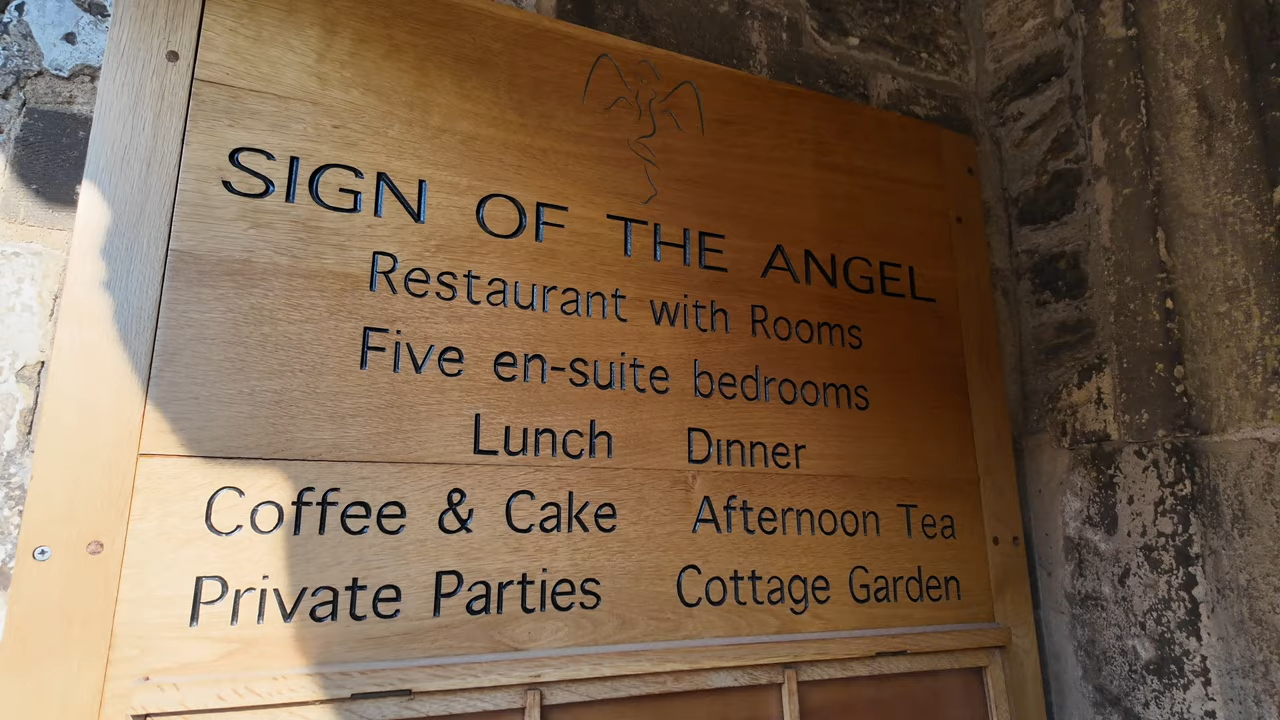 SIGN OF THE ANGEL
Restaurant with Rooms
Five en-suite bedrooms
Lunch Dinner
Coffee & Cake Afternoon Tea
Private Parties Cottage Garden